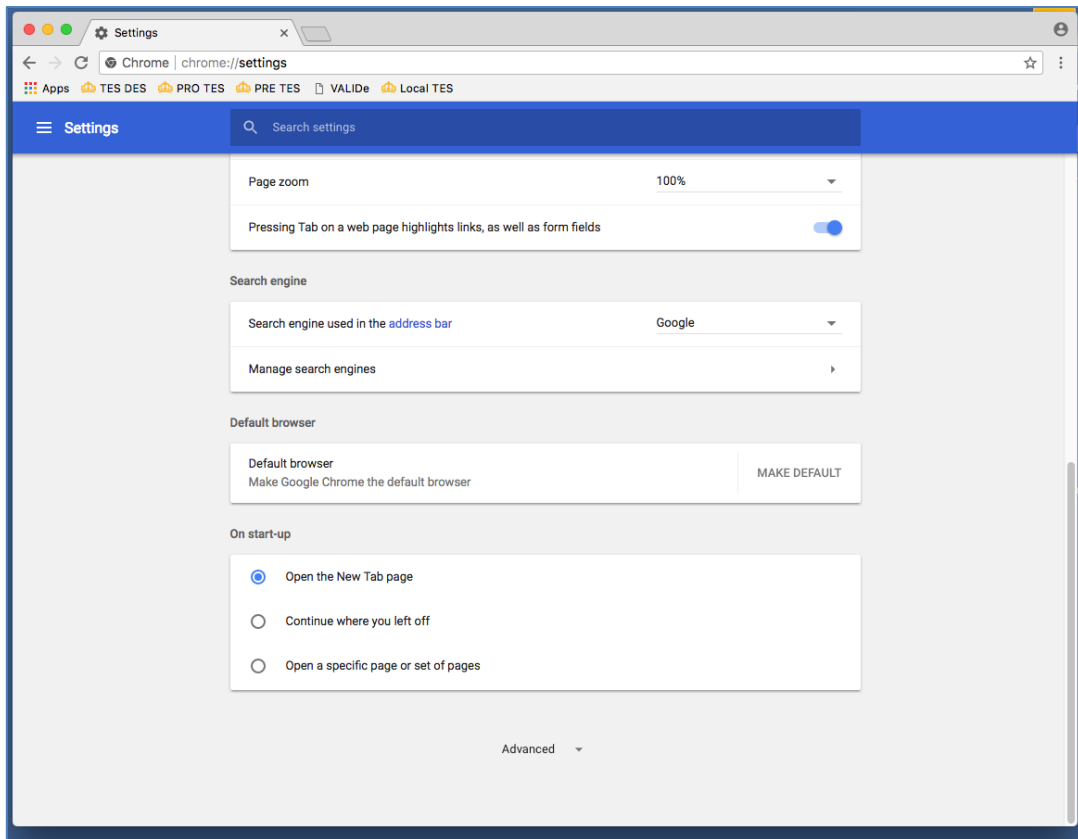 Settings
Chrome | chrome://settings
Apps TES DES PRO TES PRE TES VALIDe Local TES
Settings Search settings
Page zoom 100%
Pressing Tab on a web page highlights links, as well as form fields
Search engine
Search engine used in the address bar Google
Manage search engines
Default browser
Default browser
Make Google Chrome the default browser
MAKE DEFAULT
On start-up
Open the New Tab page
Continue where you left off
Open a specific page or set of pages
Advanced